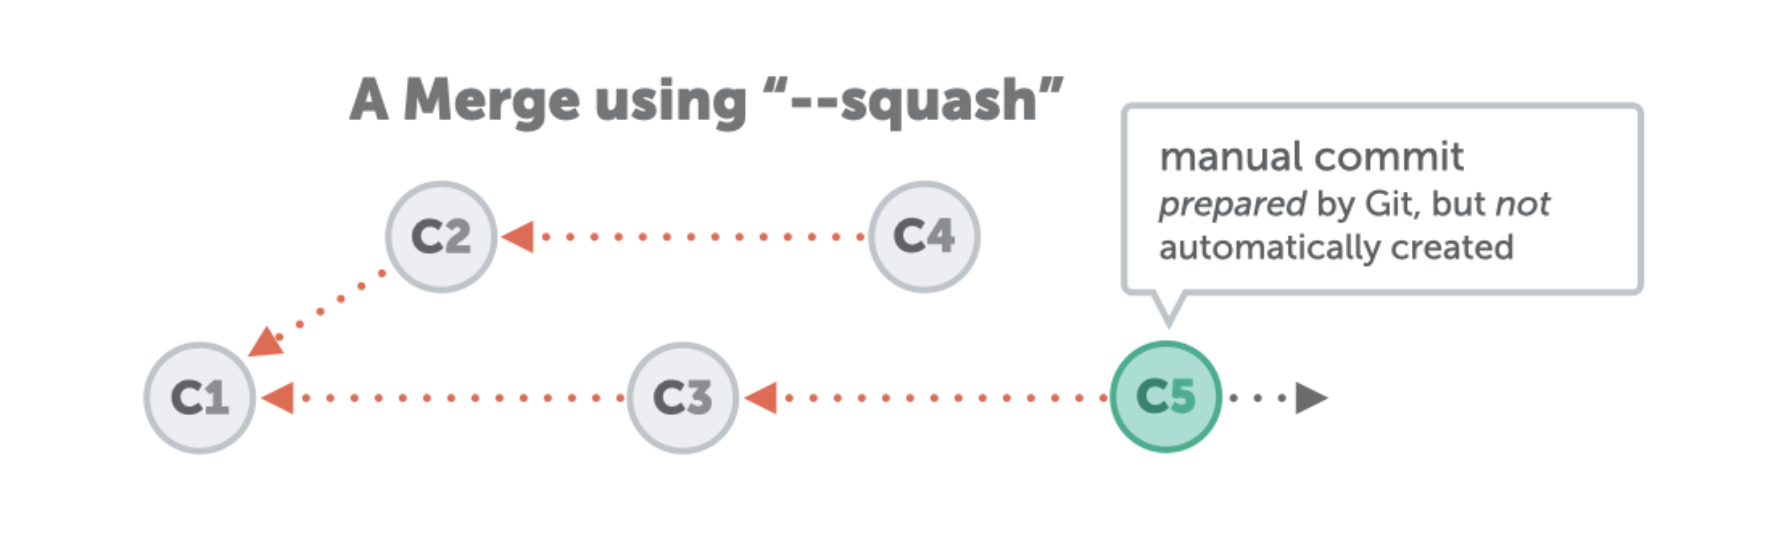 A Merge using “--squash”
manual commit
prepared by Git, but not
automatically created
C2
C4
C1
C3
C5